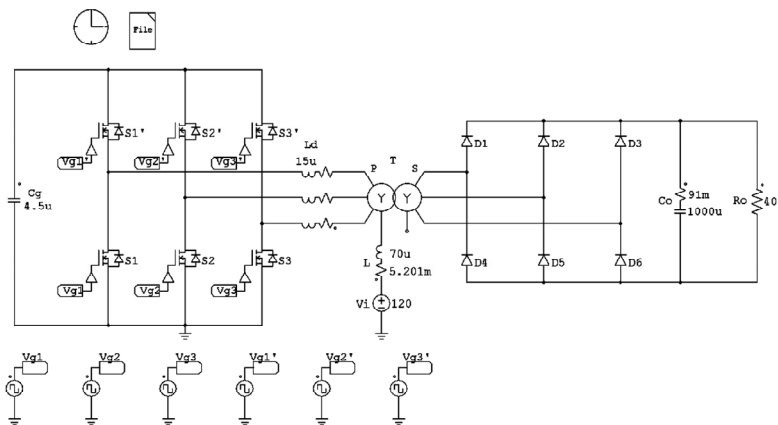 File
S1' S2' S3'
Vg1' Vg2' Vg3'
Ld
15u
P T S
D1 D2 D3
Cg
4.5u
Y Y
91m
Co 1000u
Ro 40
S1 S2 S3
Vg1 Vg2 Vg3
L 70u
5.201m
D4 D5 D6
Vi 120
Vg1 Vg2 Vg3 Vg1' Vg2' Vg3'